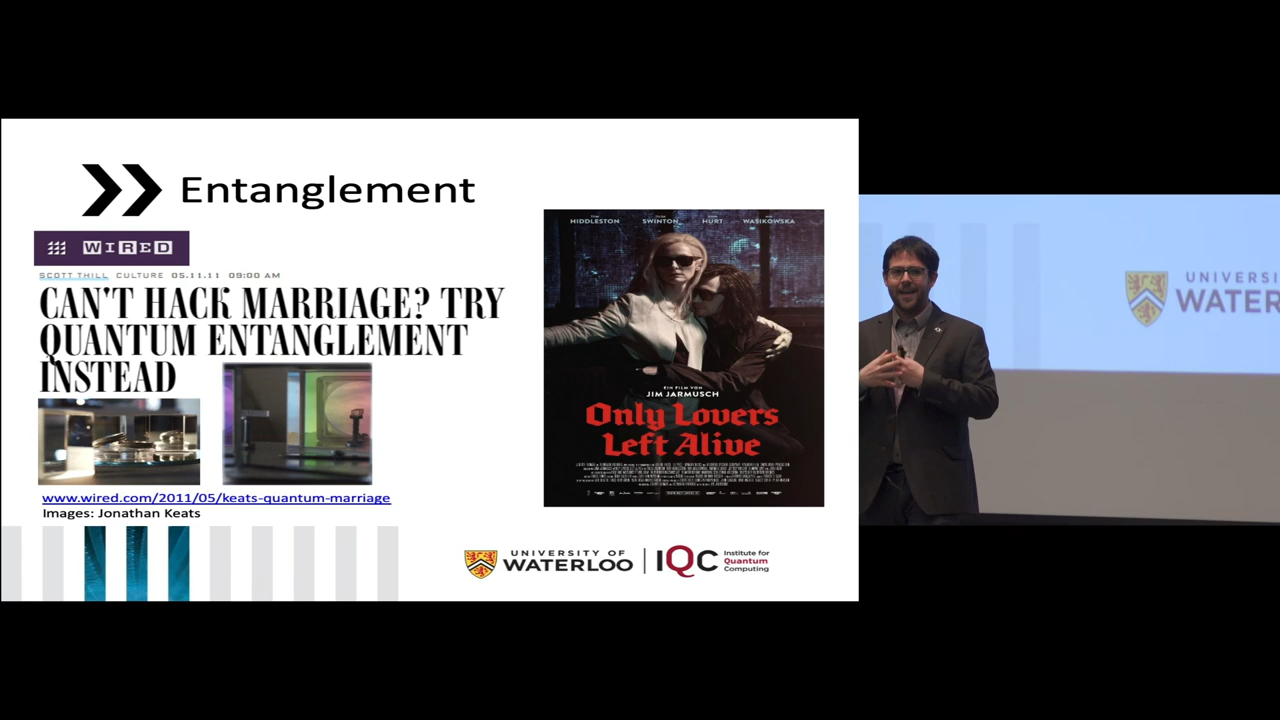 Entanglement
WIRED
SCOTT THILL CULTURE 05.11.11 09:00 AM
CAN'T HACK MARRIAGE? TRY
QUANTUM ENTANGLEMENT
INSTEAD
www.wired.com/2011/05/keats-quantum-marriage
Images: Jonathan Keats
HIDDLESTON SWINTON HURT WASIKOWSKA
EIN FILM VON
JIM JARMUSCH
Only Lovers
Left Alive
UNIVERSITY OF
WATERLOO
IQC
Institute for
Quantum
Computing
UNIVERSI
WATER